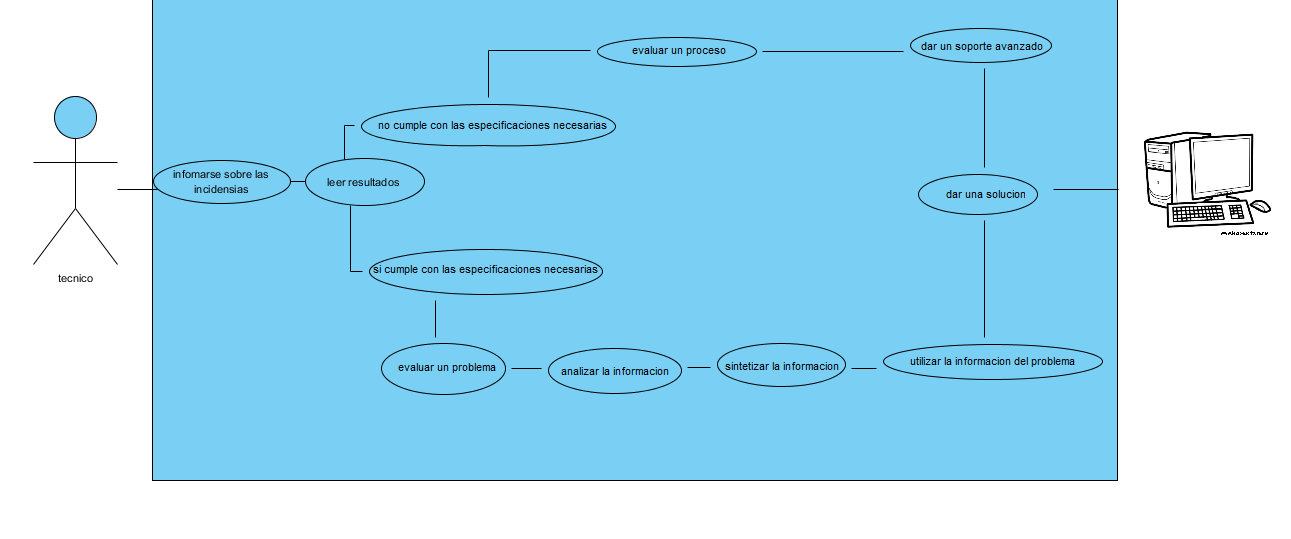 evaluar un proceso
dar un soporte avanzado
no cumple con las especificaciones necesarias
infomarse sobre las
incidensias
leer resultados
dar una solucion
si cumple con las especificaciones necesarias
tecnico
evaluar un problema
analizar la informacion
sintetizar la informacion
utilizar la informacion del problema